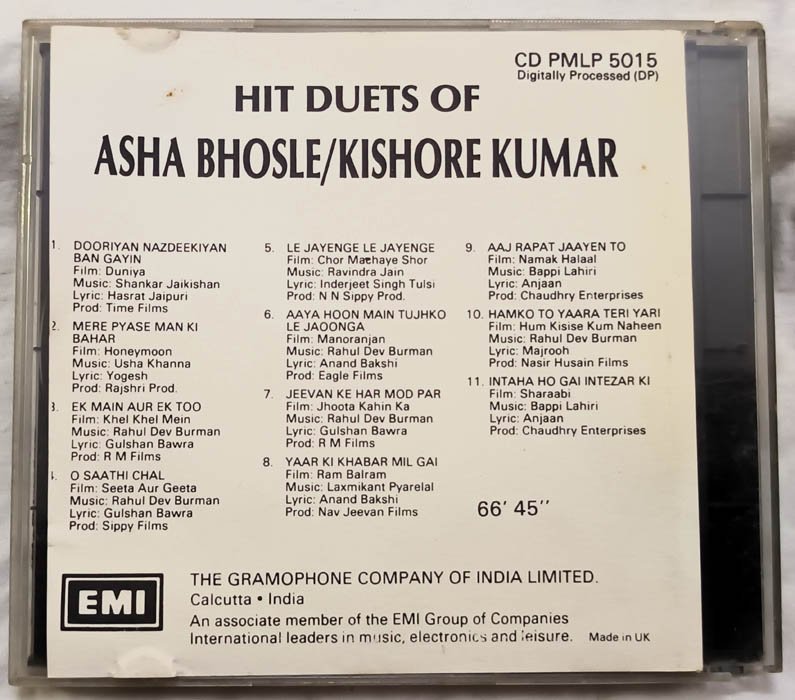 CD PMLP 5015
Digitally Processed (DP)
HIT DUETS OF
ASHA BHOSLE/KISHORE KUMAR
1. DOORIYAN NAZDEEKIYAN
BAN GAYIN
Film: Duniya
Music: Shankar Jaikishan
Lyric: Hasrat Jaipuri
Prod: Time Films
2. MERE PYASE MAN KI
BAHAR
Film: Honeymoon
Music: Usha Khanna
Lyric: Yogesh
Prod: Rajshri Prod.
3. EK MAIN AUR EK TOO
Film: Khel Khel Mein
Music: Rahul Dev Burman
Lyric: Gulshan Bawra
Prod: R M Films
4. O SAATHI CHAL
Film: Seeta Aur Geeta
Music: Rahul Dev Burman
Lyric: Gulshan Bawra
Prod: Sippy Films
5. LE JAYENGE LE JAYENGE
Film: Chor Machaye Shor
Music: Ravindra Jain
Lyric: Inderjeet Singh Tulsi
Prod: N N Sippy Prod.
6. AAYA HOON MAIN TUJHKO
LE JAOONGA
Film: Manoranjan
Music: Rahul Dev Burman
Lyric: Anand Bakshi
Prod: Eagle Films
7. JEEVAN KE HAR MOD PAR
Film: Jhoota Kahin Ka
Music: Rahul Dev Burman
Lyric: Gulshan Bawra
Prod: R M Films
8. YAAR KI KHABAR MIL GAI
Film: Ram Balram
Music: Laxmikant Pyarelal
Lyric: Anand Bakshi
Prod: Nav Jeevan Films
9. AAJ RAPAT JAAYEN TO
Film: Namak Halaal
Music: Bappi Lahiri
Lyric: Anjaan
Prod: Chaudhry Enterprises
10. HAMKO TO YAARA TERI YARI
Film: Hum Kisise Kum Naheen
Music: Rahul Dev Burman
Lyric: Majrooh
Prod: Nasir Husain Films
11. INTAHA HO GAI INTEZAR KI
Film: Sharaabi
Music: Bappi Lahiri
Lyric: Anjaan
Prod: Chaudhry Enterprises
66' 45"
EMI
THE GRAMOPHONE COMPANY OF INDIA LIMITED.
Calcutta • India
An associate member of the EMI Group of Companies
International leaders in music, electronics and leisure. Made in UK